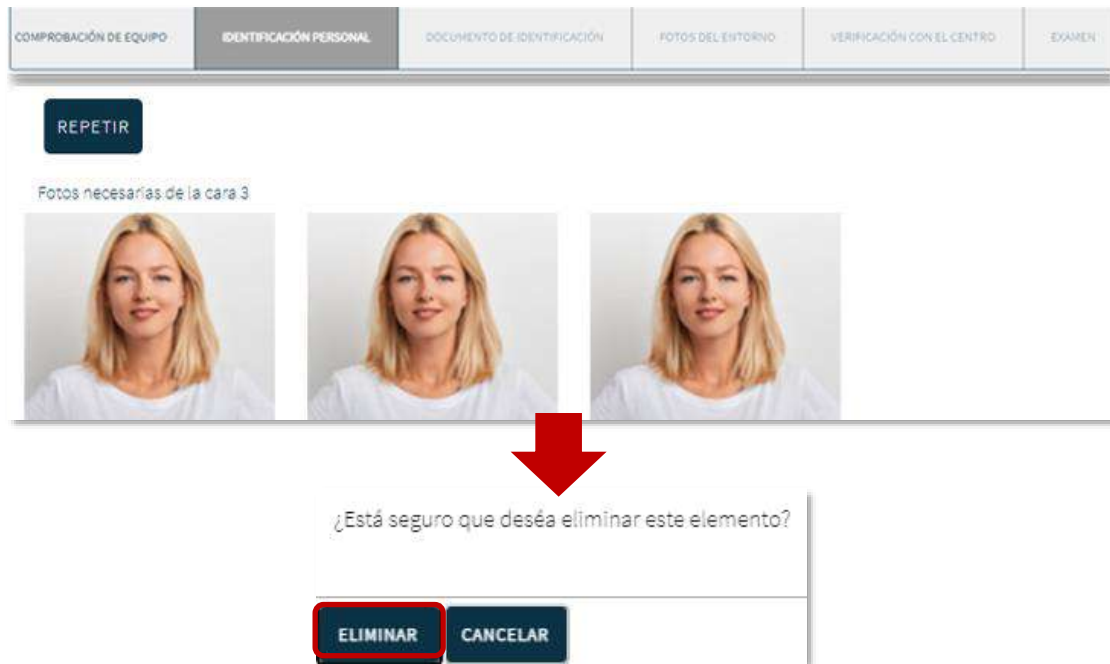 COMPROBACIÓN DE EQUIPO IDENTIFICACIÓN PERSONAL DOCUMENTO DE IDENTIFICACIÓN FOTOS DEL ENTORNO VERIFICACIÓN CON EL CENTRO EXAMEN
REPETIR
Fotos necesarias de la cara 3
¿Está seguro que deséa eliminar este elemento?
ELIMINAR CANCELAR